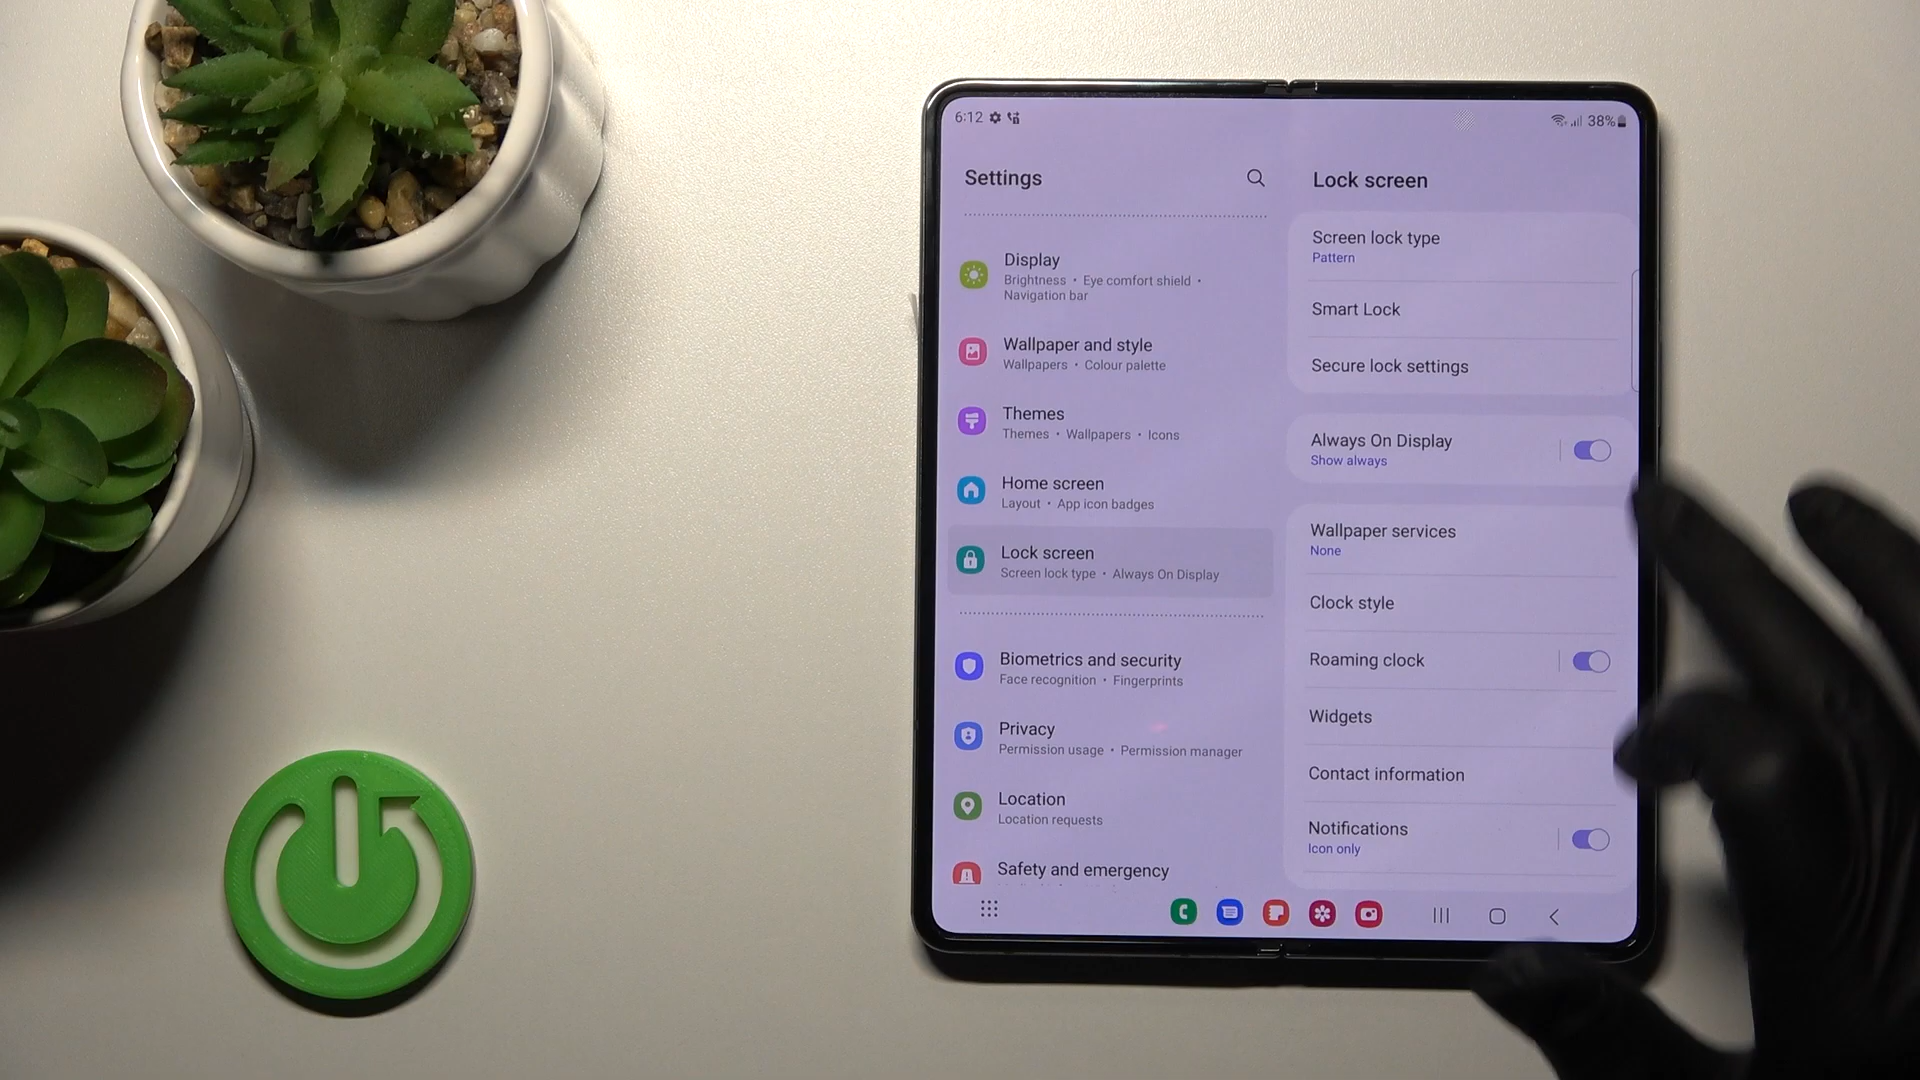 6:12
38%
Settings
Display
Brightness • Eye comfort shield •
Navigation bar
Wallpaper and style
Wallpapers • Colour palette
Themes
Themes • Wallpapers • Icons
Home screen
Layout • App icon badges
Lock screen
Screen lock type • Always On Display
Biometrics and security
Face recognition • Fingerprints
Privacy
Permission usage • Permission manager
Location
Location requests
Safety and emergency
Lock screen
Screen lock type
Pattern
Smart Lock
Secure lock settings
Always On Display
Show always
Wallpaper services
None
Clock style
Roaming clock
Widgets
Contact information
Notifications
Icon only